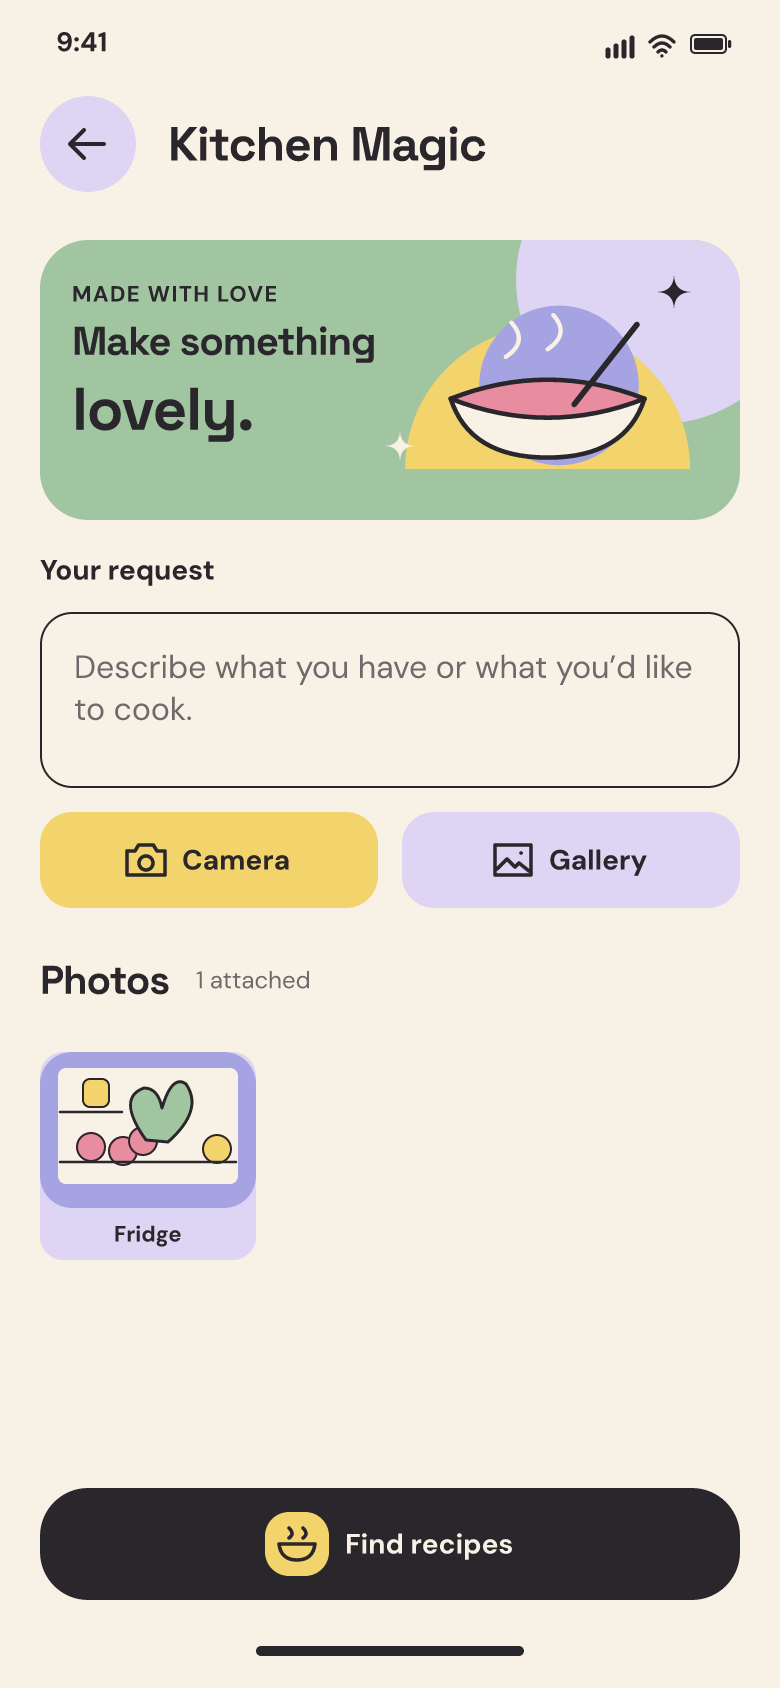 9:41
Kitchen Magic
MADE WITH LOVE
Make something
lovely.
Your request
Describe what you have or what you’d like
to cook.
Camera
Gallery
Photos
1 attached
Fridge
Find recipes